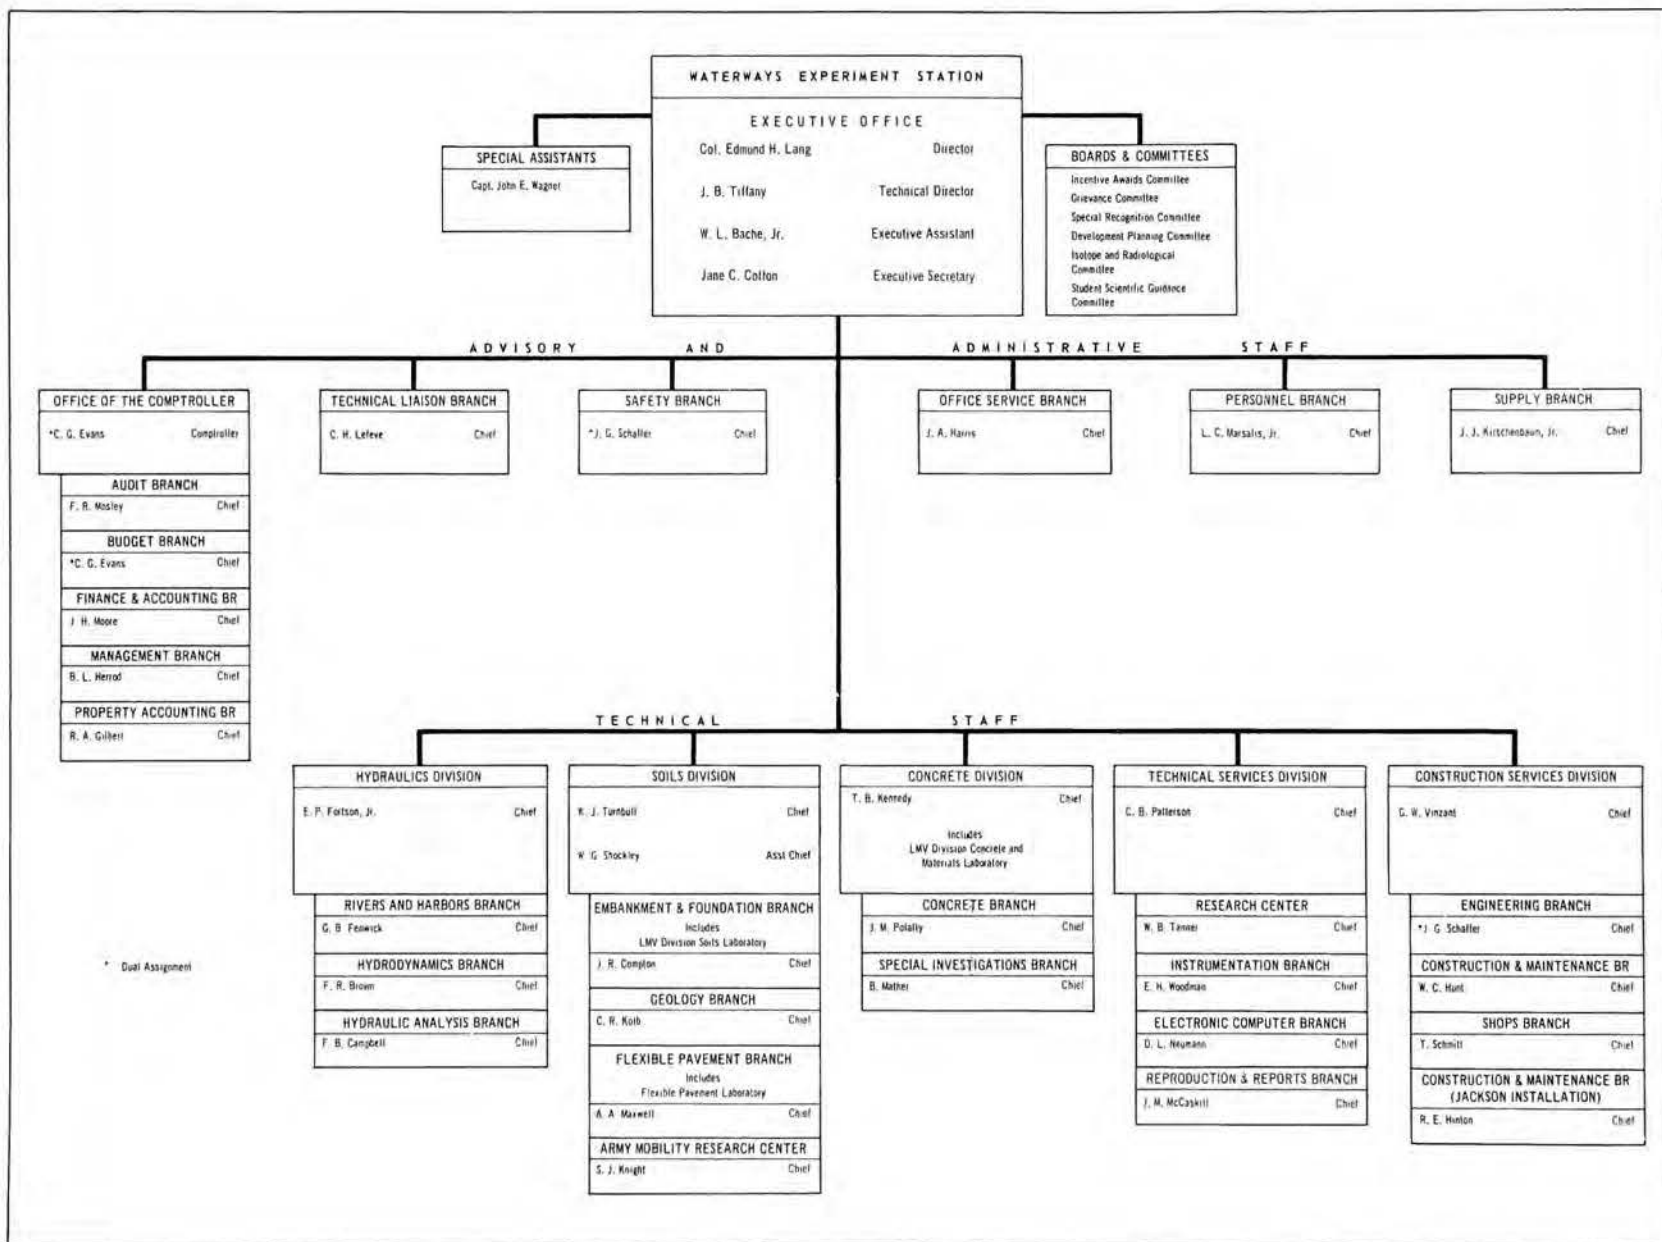 WATERWAYS EXPERIMENT STATION
EXECUTIVE OFFICE
Col. Edmund H. Lang Director
J. B. Tiffany Technical Director
W. L. Bache, Jr. Executive Assistant
Jane C. Cotton Executive Secretary
SPECIAL ASSISTANTS
Capt. John E. Wagner
BOARDS & COMMITTEES
Incentive Awards Committee
Grievance Committee
Special Recognition Committee
Development Planning Committee
Isotope and Radiological
Committee
Student Scientific Guidance
Committee
ADVISORY AND ADMINISTRATIVE STAFF
OFFICE OF THE COMPTROLLER
*C. G. Evans Comptroller
AUDIT BRANCH
F. R. Mosley Chief
BUDGET BRANCH
*C. G. Evans Chief
FINANCE & ACCOUNTING BR
J H. Moore Chief
MANAGEMENT BRANCH
B. L. Herrod Chief
PROPERTY ACCOUNTING BR
R. A. Gilbert Chief
TECHNICAL LIAISON BRANCH
C. H. Lefeve Chief
SAFETY BRANCH
*J. G. Schaffer Chief
OFFICE SERVICE BRANCH
J. A. Harris Chief
PERSONNEL BRANCH
L. C. Marsalis, Jr. Chief
SUPPLY BRANCH
J. J. Kirschenbaum, Jr. Chief
TECHNICAL STAFF
HYDRAULICS DIVISION
E. P. Fortson, Jr. Chief
RIVERS AND HARBORS BRANCH
G. B Fenwick Chief
HYDRODYNAMICS BRANCH
F. R. Brown Chief
HYDRAULIC ANALYSIS BRANCH
F B. Campbell Chief
SOILS DIVISION
W. J. Turnbull Chief
W G Shockley Asst Chief
EMBANKMENT & FOUNDATION BRANCH
Includes
LMV Division Soils Laboratory
J. R. Compton Chief
GEOLOGY BRANCH
C. R. Kolb Chief
FLEXIBLE PAVEMENT BRANCH
Includes
Flexible Pavement Laboratory
A. A. Maxwell Chief
ARMY MOBILITY RESEARCH CENTER
S. J. Knight Chief
CONCRETE DIVISION
T. B. Kennedy Chief
Includes
LMV Division Concrete and
Materials Laboratory
CONCRETE BRANCH
J. M. Polatty Chief
SPECIAL INVESTIGATIONS BRANCH
B. Mather Chief
TECHNICAL SERVICES DIVISION
C. B. Patterson Chief
RESEARCH CENTER
W. B. Tanner Chief
INSTRUMENTATION BRANCH
E. H. Woodman Chief
ELECTRONIC COMPUTER BRANCH
D. L. Neumann Chief
REPRODUCTION & REPORTS BRANCH
J. M. McCaskill Chief
CONSTRUCTION SERVICES DIVISION
G. W. Vinzant Chief
ENGINEERING BRANCH
*J G. Schaffer Chief
CONSTRUCTION & MAINTENANCE BR
W. C. Hunt Chief
SHOPS BRANCH
T. Schmitt Chief
CONSTRUCTION & MAINTENANCE BR
(JACKSON INSTALLATION)
R. E. Hinton Chief
* Dual Assignment